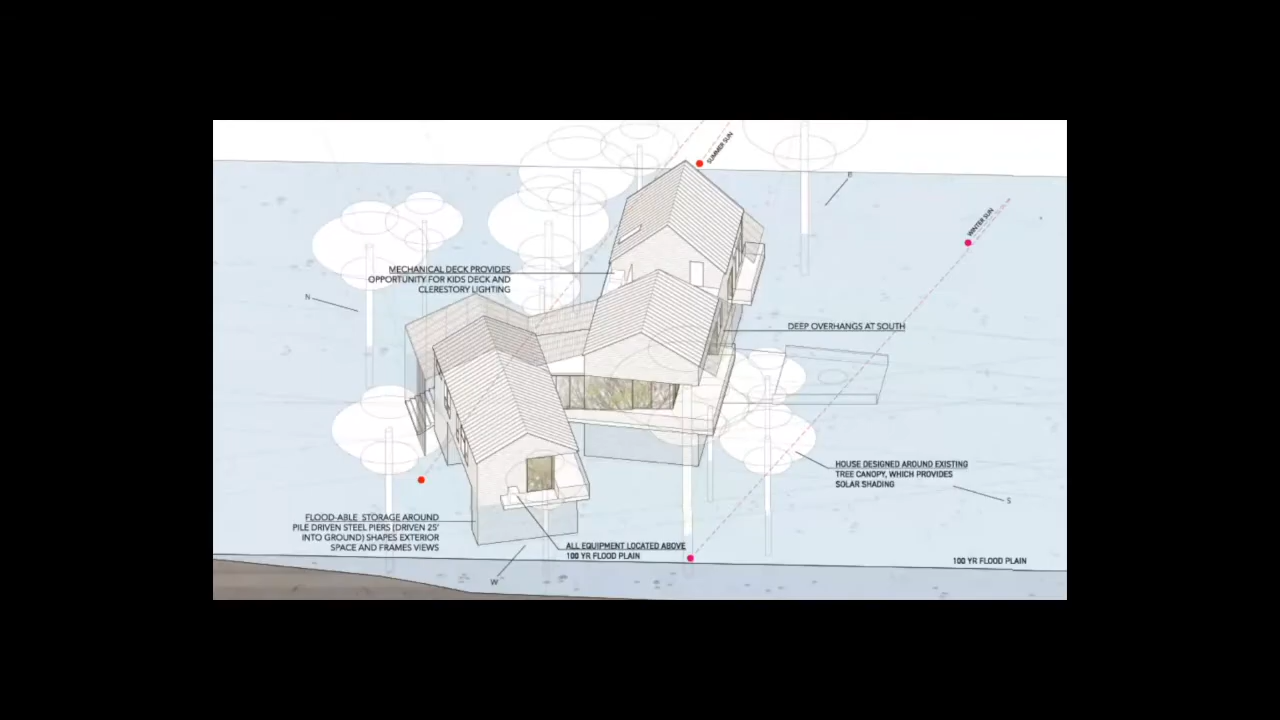 SUMMER SUN
E
WINTER SUN
MECHANICAL DECK PROVIDES
OPPORTUNITY FOR KIDS DECK AND
CLERESTORY LIGHTING
N
DEEP OVERHANGS AT SOUTH
HOUSE DESIGNED AROUND EXISTING
TREE CANOPY, WHICH PROVIDES
SOLAR SHADING
S
FLOOD-ABLE STORAGE AROUND
PILE DRIVEN STEEL PIERS (DRIVEN 25'
INTO GROUND) SHAPES EXTERIOR
SPACE AND FRAMES VIEWS
ALL EQUIPMENT LOCATED ABOVE
100 YR FLOOD PLAIN
100 YR FLOOD PLAIN
W